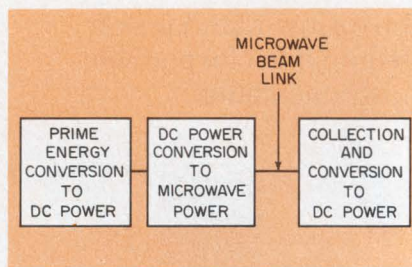 MICROWAVE
BEAM
LINK
PRIME
ENERGY
CONVERSION
TO
DC POWER
DC POWER
CONVERSION
TO
MICROWAVE
POWER
COLLECTION
AND
CONVERSION
TO
DC POWER